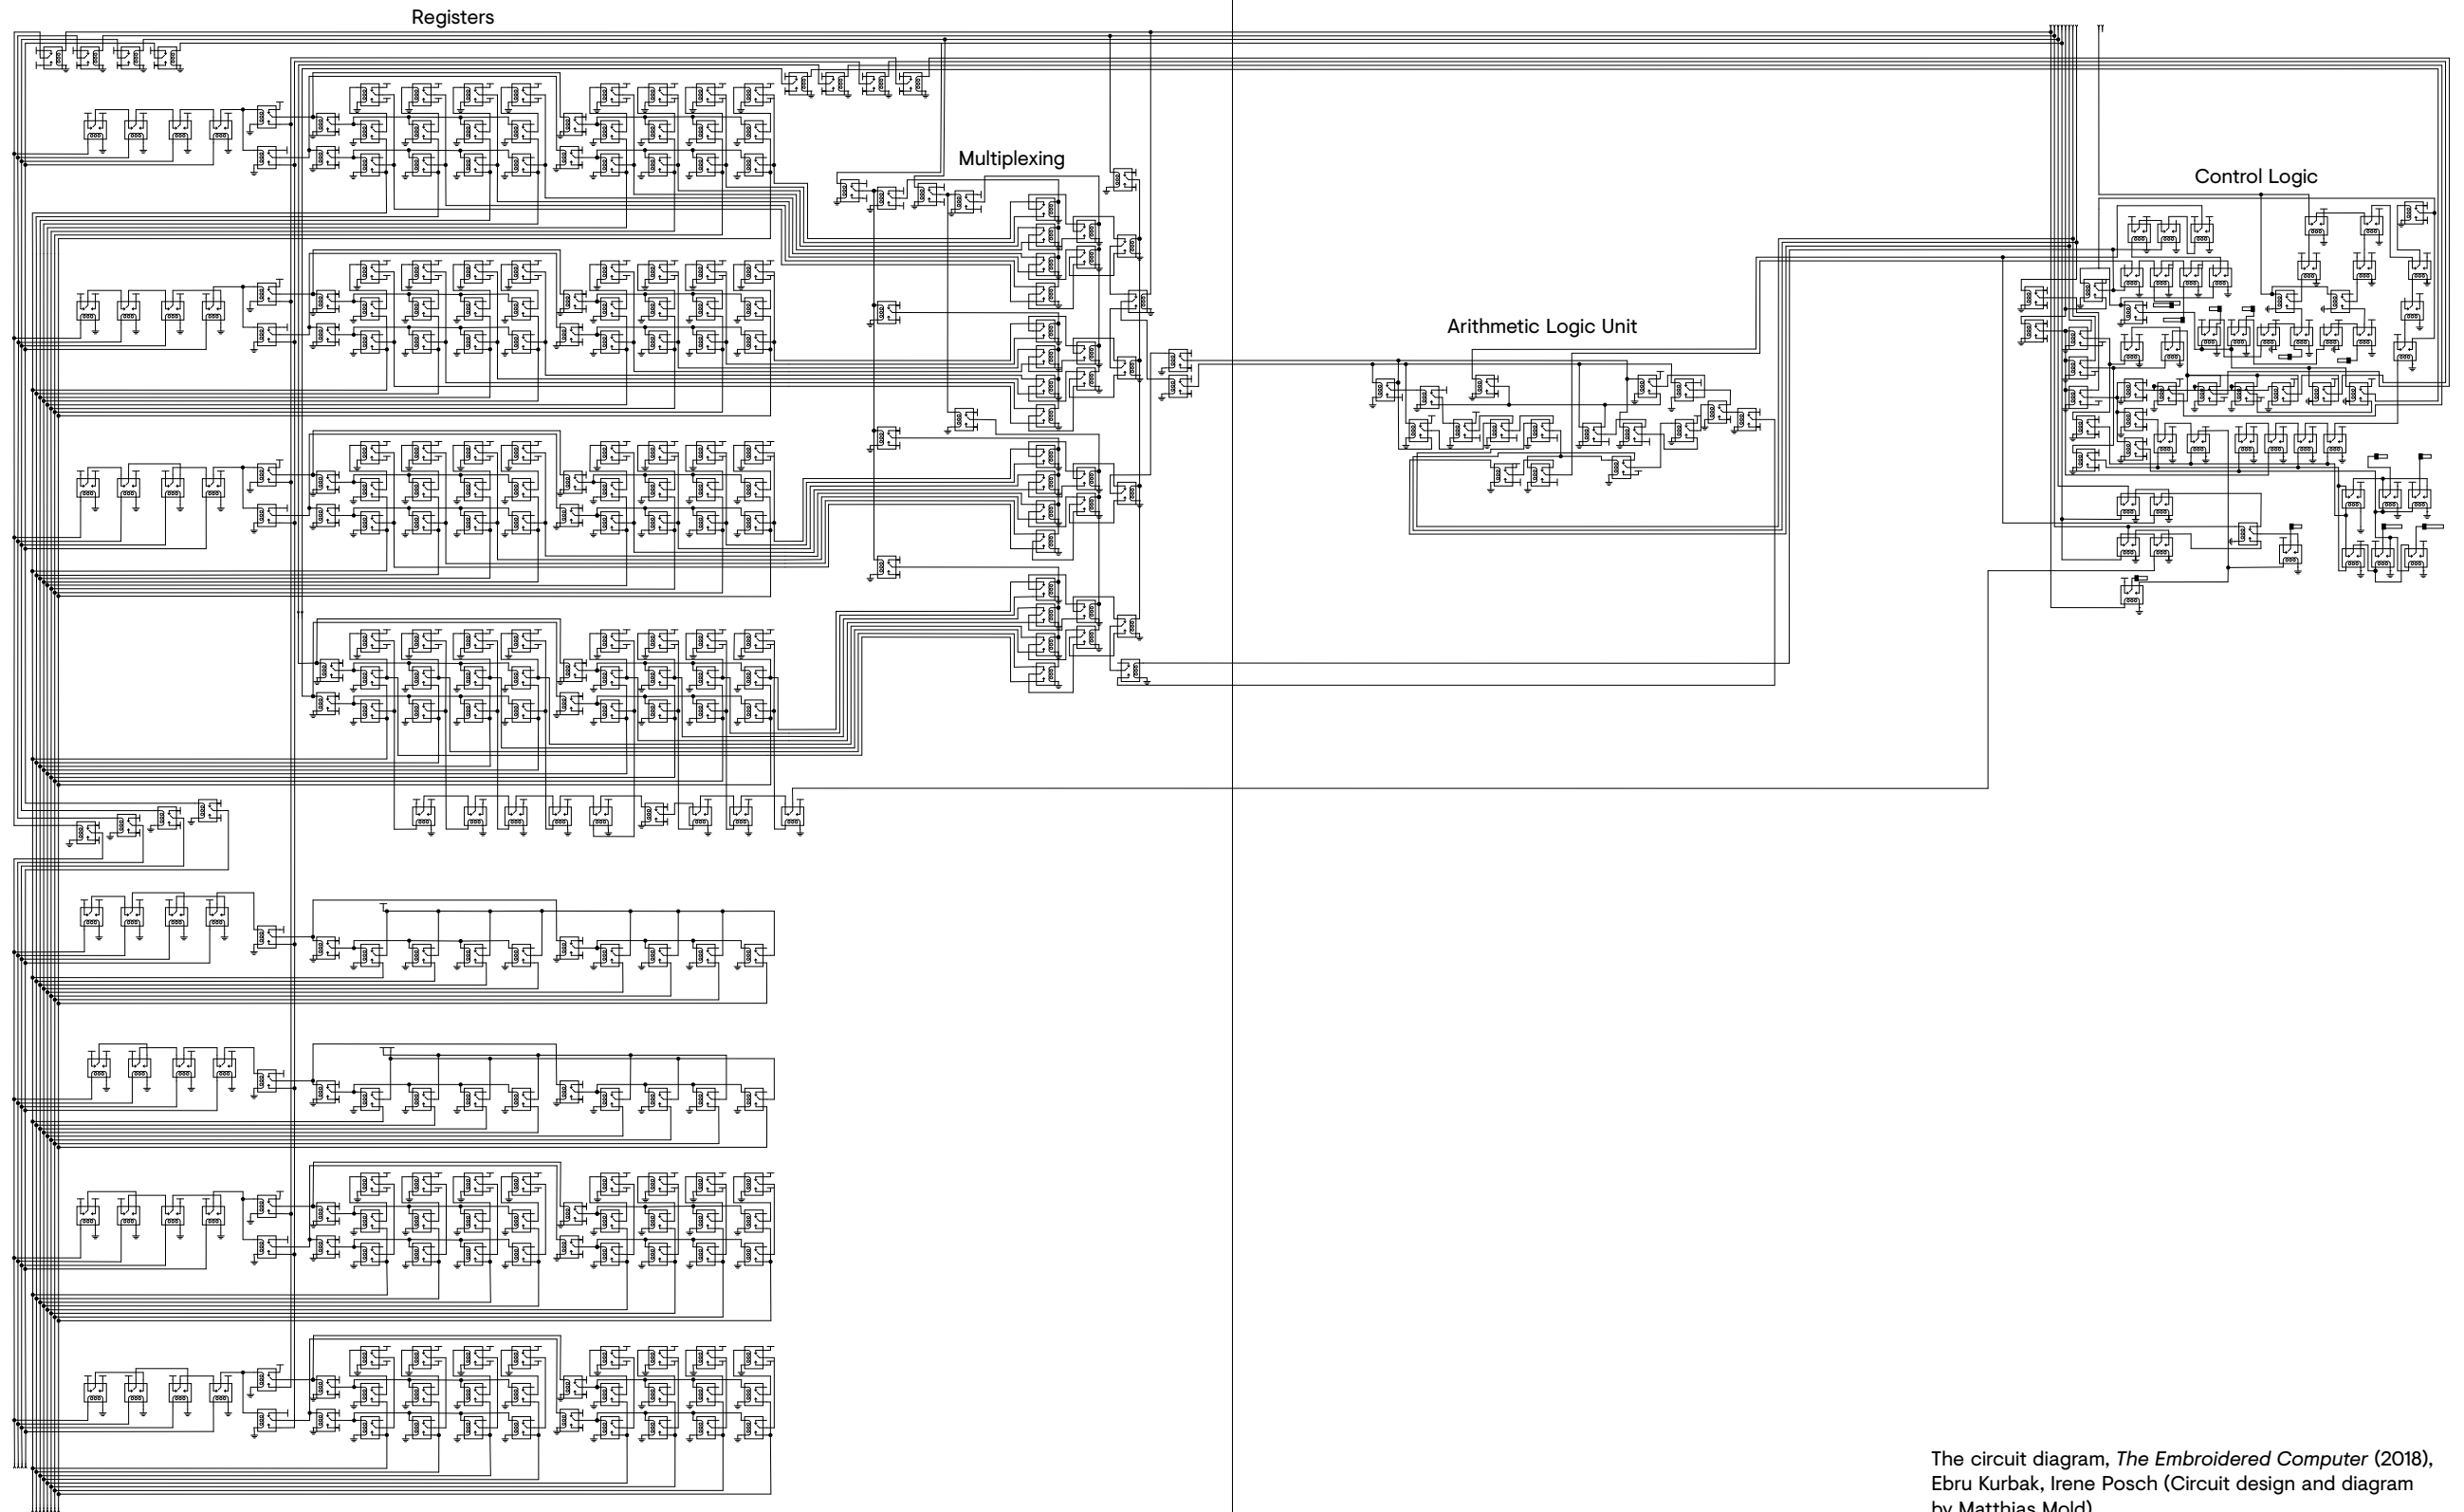 Registers
Multiplexing
Control Logic
Arithmetic Logic Unit
The circuit diagram, The Embroidered Computer (2018),
Ebru Kurbak, Irene Posch (Circuit design and diagram
by Matthias Mold)